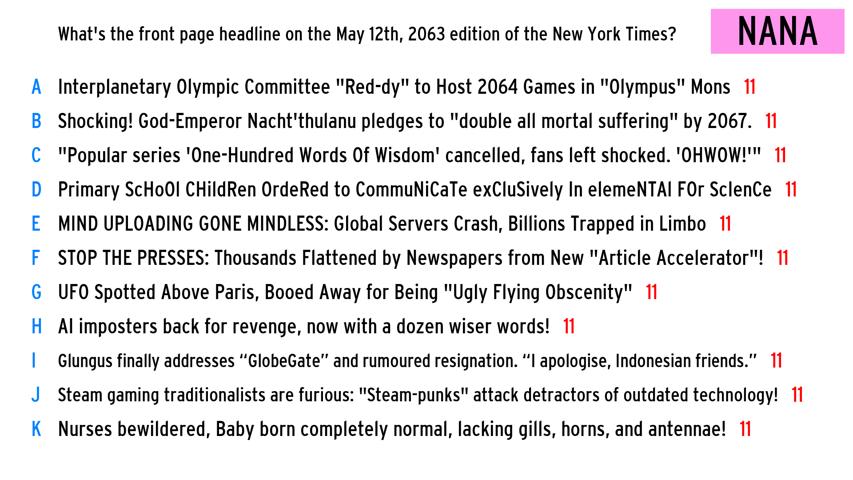 What's the front page headline on the May 12th, 2063 edition of the New York Times?
NANA
A Interplanetary Olympic Committee "Red-dy" to Host 2064 Games in "Olympus" Mons 11
B Shocking! God-Emperor Nacht'thulanu pledges to "double all mortal suffering" by 2067. 11
C "Popular series 'One-Hundred Words Of Wisdom' cancelled, fans left shocked. 'OHWOW!'" 11
D Primary ScHoOl CHIldRen OrdeRed to CommuNiCaTe exCluSively In elemeNTAl FOr ScIenCe 11
E MIND UPLOADING GONE MINDLESS: Global Servers Crash, Billions Trapped in Limbo 11
F STOP THE PRESSES: Thousands Flattened by Newspapers from New "Article Accelerator"! 11
G UFO Spotted Above Paris, Booed Away for Being "Ugly Flying Obscenity" 11
H AI imposters back for revenge, now with a dozen wiser words! 11
I Glungus finally addresses “GlobeGate” and rumoured resignation. “I apologise, Indonesian friends.” 11
J Steam gaming traditionalists are furious: "Steam-punks" attack detractors of outdated technology! 11
K Nurses bewildered, Baby born completely normal, lacking gills, horns, and antennae! 11